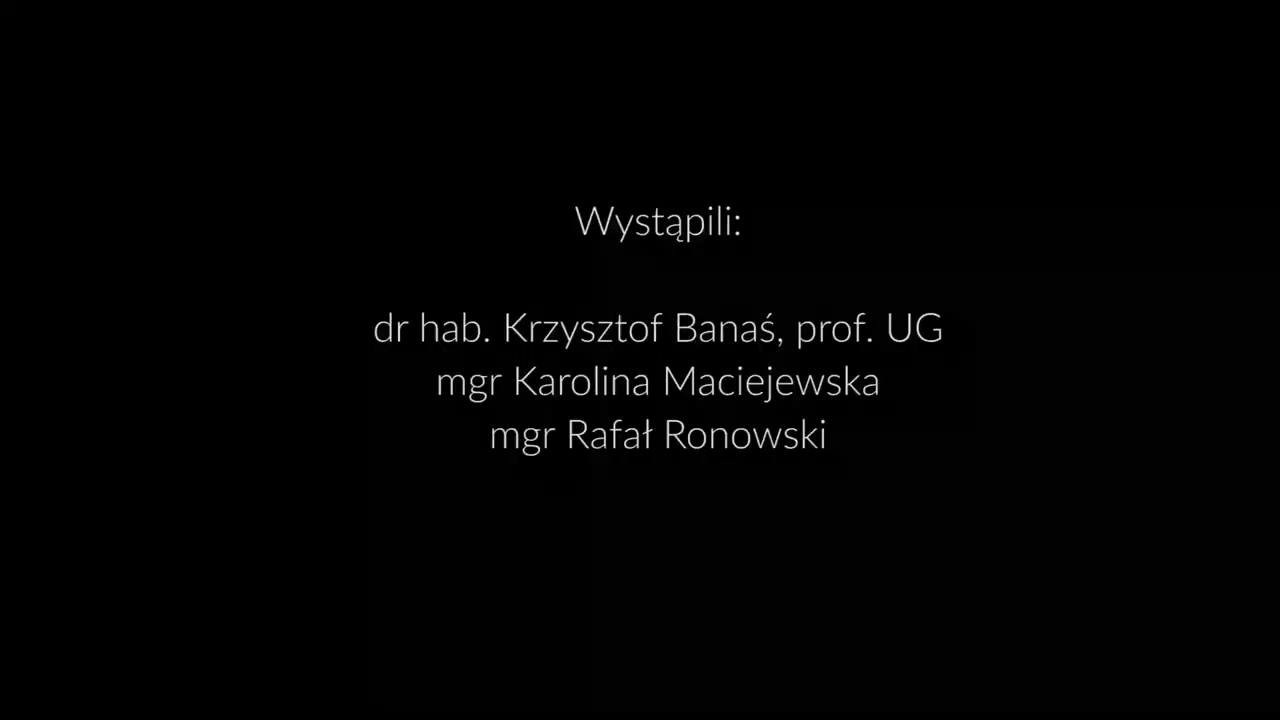 Wystąpili:
dr hab. Krzysztof Banaś, prof. UG
mgr Karolina Maciejewska
mgr Rafał Ronowski